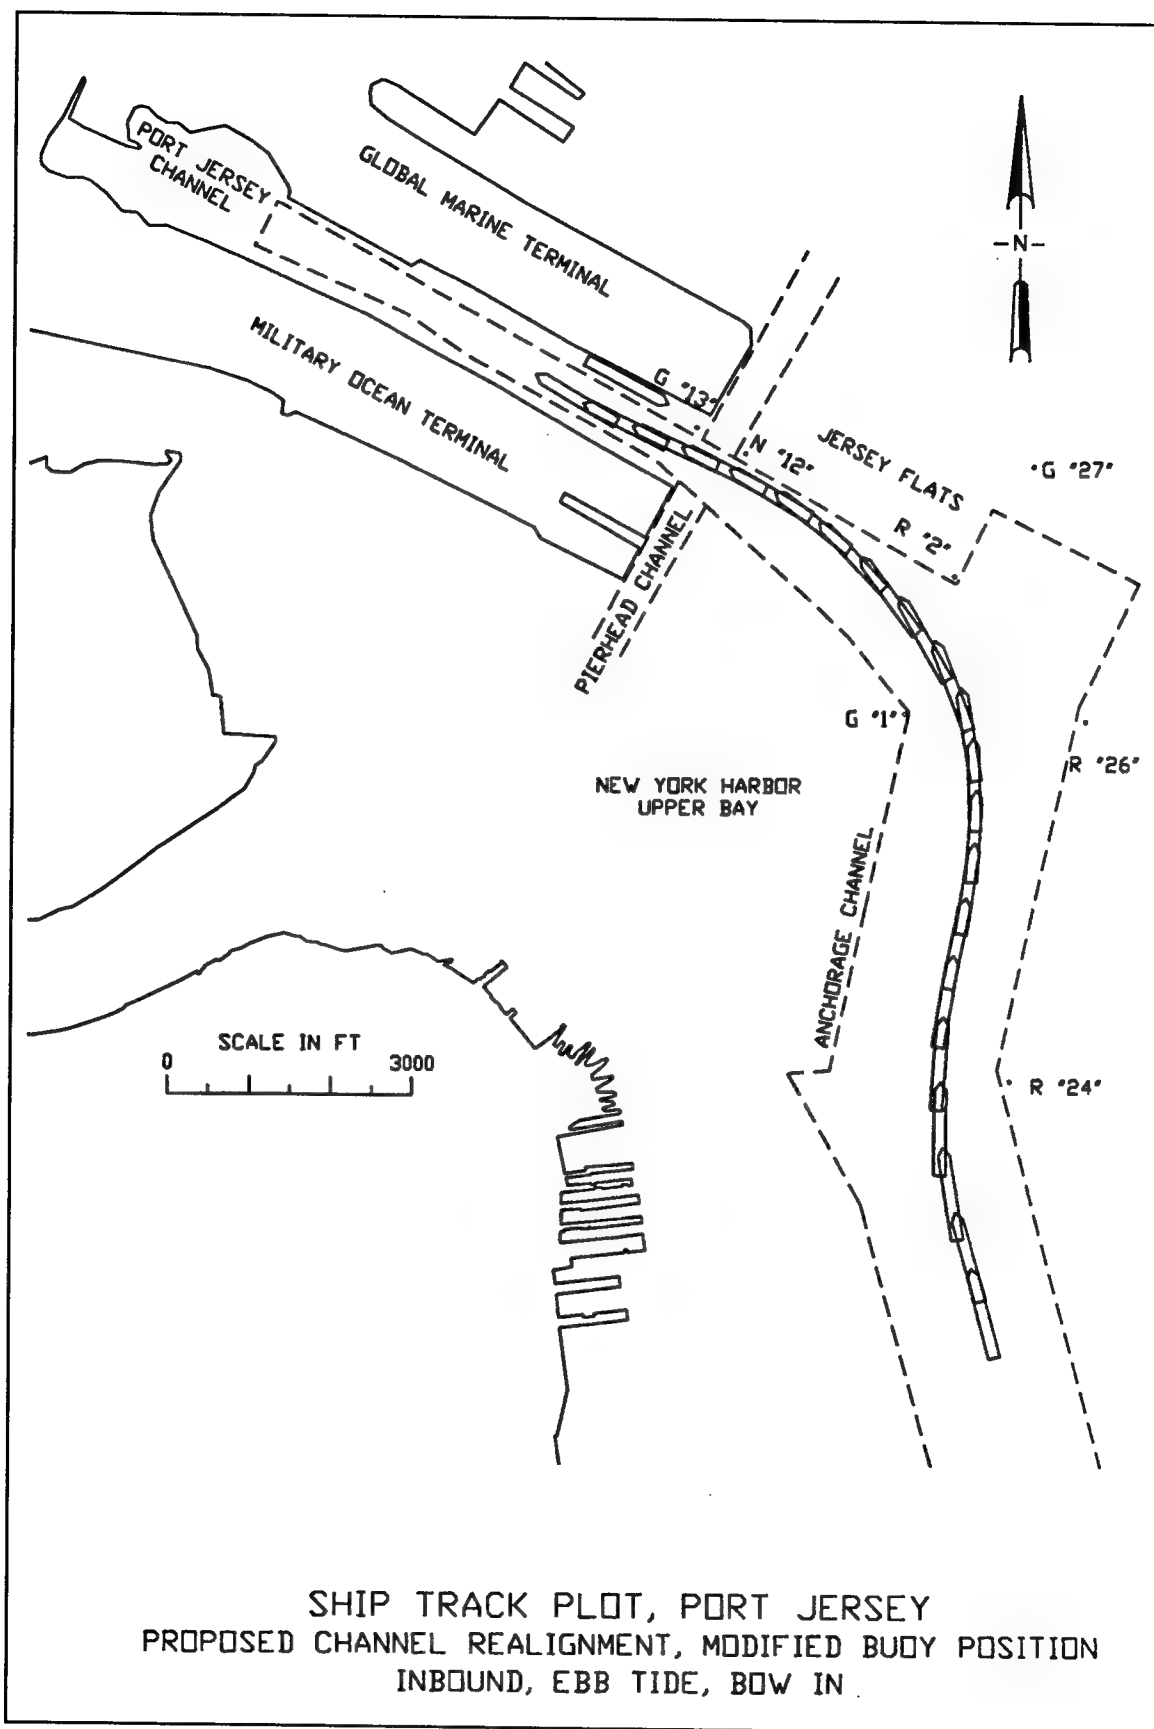 PORT JERSEY
CHANNEL
GLOBAL MARINE TERMINAL
-N-
MILITARY OCEAN TERMINAL
G "13"
N "12"
JERSEY FLATS
G "27"
R "2"
PIERHEAD CHANNEL
G "1"
R "26"
NEW YORK HARBOR
UPPER BAY
ANCHORAGE CHANNEL
SCALE IN FT
0 3000
R "24"
SHIP TRACK PLOT, PORT JERSEY
PROPOSED CHANNEL REALIGNMENT, MODIFIED BUOY POSITION
INBOUND, EBB TIDE, BOW IN